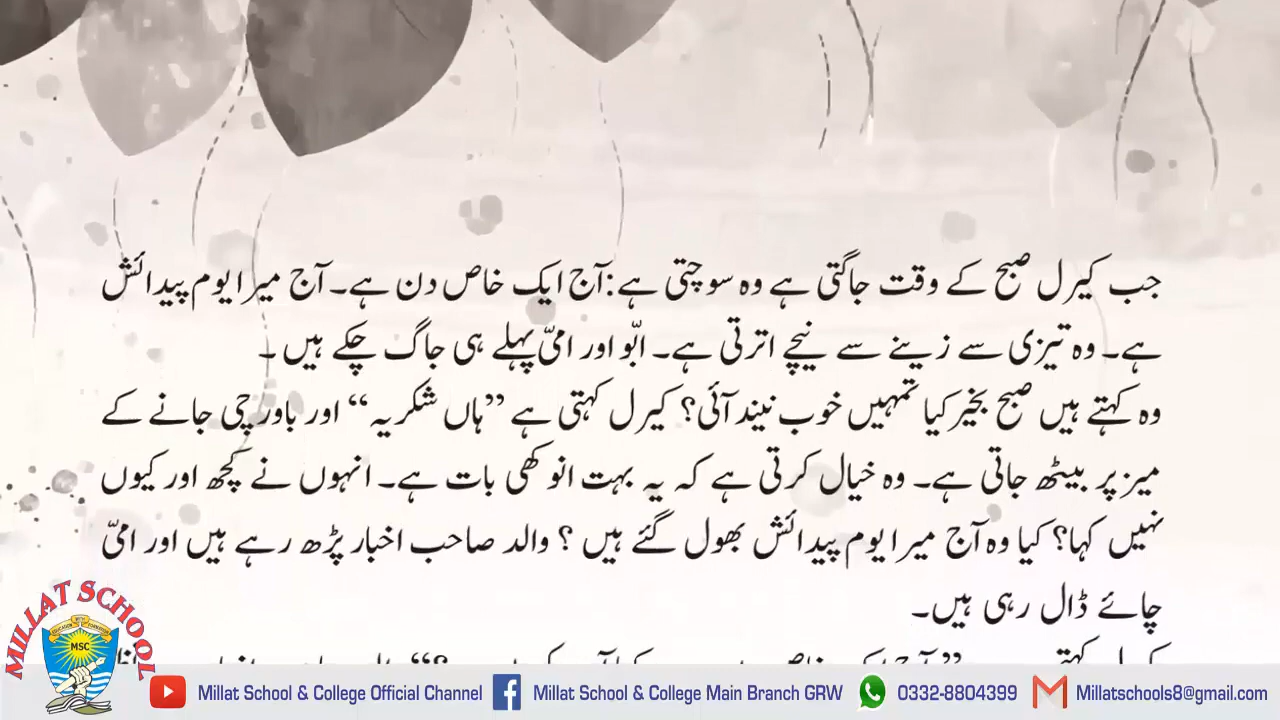 جب کیرل صبح کے وقت جاگتی ہے وہ سوچتی ہے: آج ایک خاص دن ہے۔ آج میرا یوم پیدائش
ہے۔ وہ تیزی سے زینے سے نیچے اترتی ہے۔ ابّو اور امیّ پہلے ہی جاگ چکے ہیں۔
وہ کہتے ہیں صبح بخیر کیا تمہیں خوب نیند آئی؟ کیرل کہتی ہے ”ہاں شکریہ“ اور باورچی جانے کے
میز پر بیٹھ جاتی ہے۔ وہ خیال کرتی ہے کہ یہ بہت انوکھی بات ہے۔ انہوں نے کچھ اور کیوں
نہیں کہا؟ کیا وہ آج میرا یوم پیدائش بھول گئے ہیں؟ والد صاحب اخبار پڑھ رہے ہیں اور امیّ
چائے ڈال رہی ہیں۔
MILLAT SCHOOL
MSC
Millat School & College Official Channel
Millat School & College Main Branch GRW
0332-8804399
Millatschools8@gmail.com